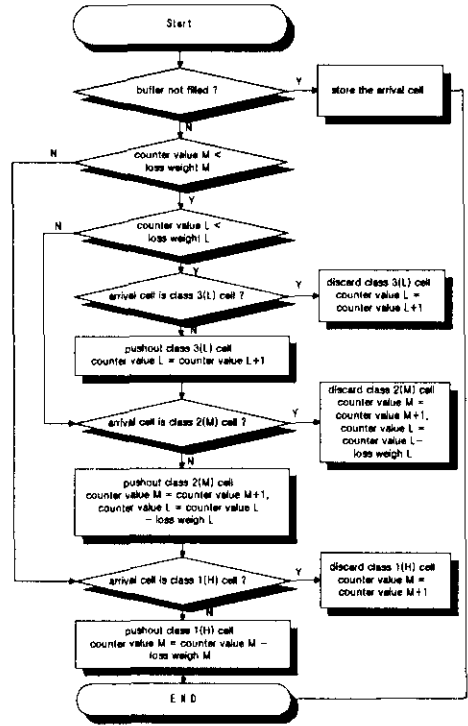 Start
buffer not filled ?
Y
store the arrival cell
N
N
counter value M <
loss weight M
Y
N
counter value L <
loss weight L
Y
arrival cell is class 3(L) cell ?
Y
discard class 3(L) cell
counter value L =
counter value L+1
N
pushout class 3(L) cell
counter value L = counter value L+1
arrival cell is class 2(M) cell ?
Y
discard class 2(M) cell
counter value M =
counter value M+1,
counter value L =
counter value L-
loss weight L
N
pushout class 2(M) cell
counter value M = counter value M+1,
counter value L = counter value L
- loss weigh L
arrival cell is class 1(H) cell ?
Y
discard class 1(H) cell
counter value M =
counter value M+1
N
pushout class 1(H) cell
counter value M = counter value M -
loss weigh M
E N D